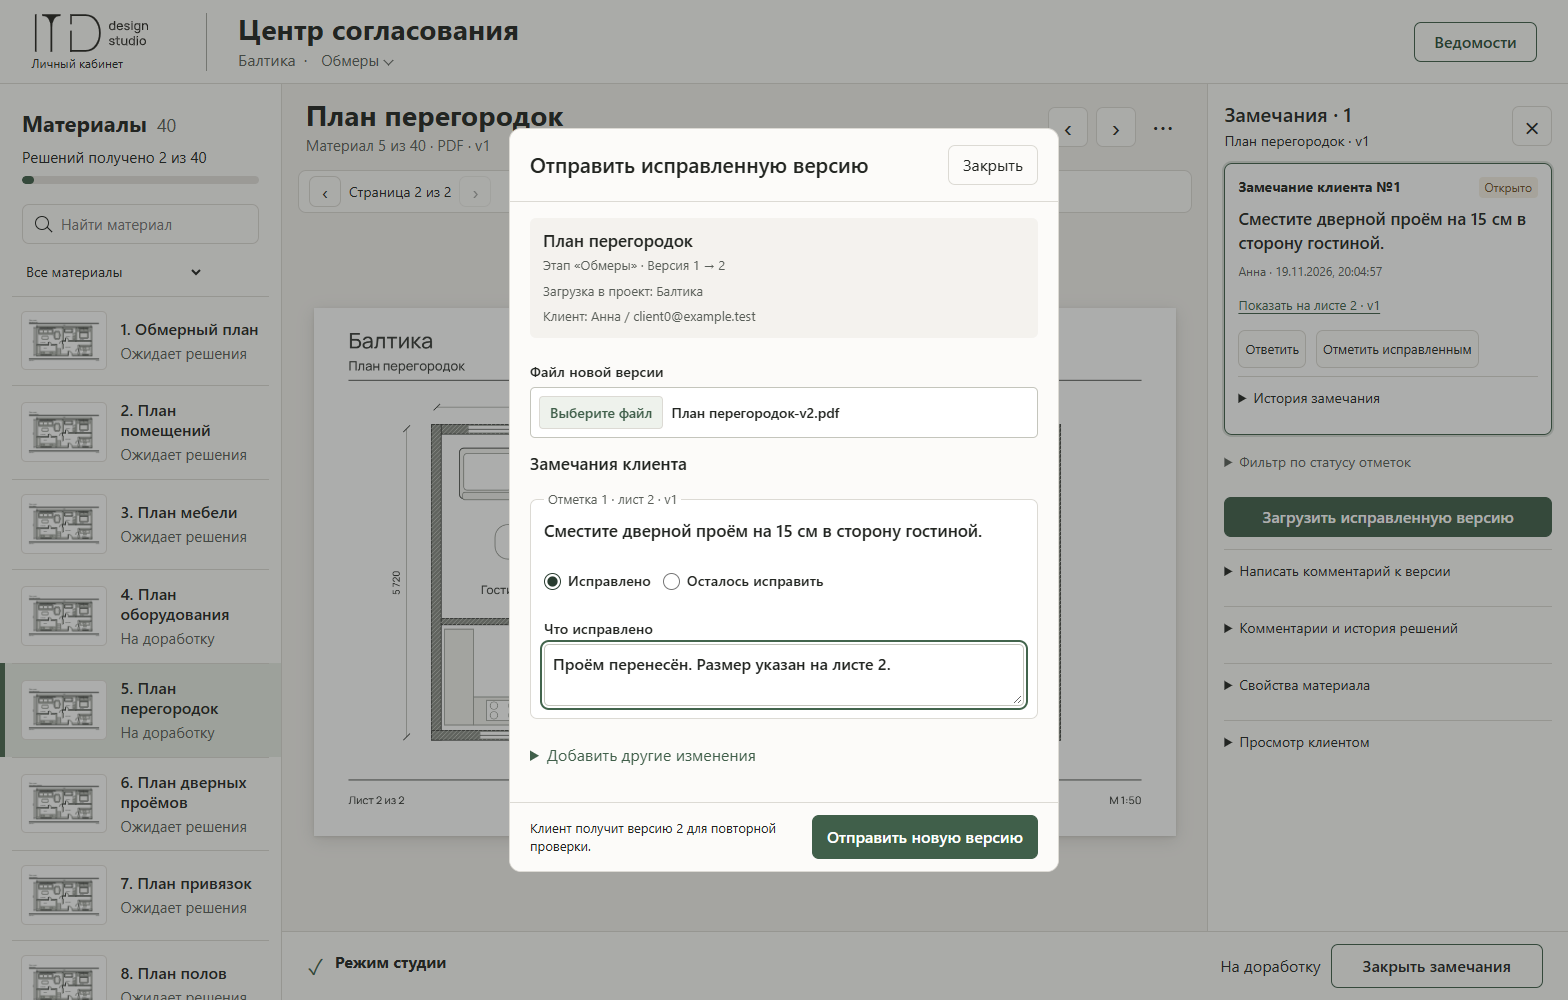 ITD design studio
Личный кабинет
Центр согласования
Балтика · Обмеры
Ведомости
Материалы 40
Решений получено 2 из 40
Найти материал
Все материалы
1. Обмерный план
Ожидает решения
2. План
помещений
Ожидает решения
3. План мебели
Ожидает решения
4. План
оборудования
На доработку
5. План
перегородок
На доработку
6. План дверных
проёмов
Ожидает решения
7. План привязок
Ожидает решения
8. План полов
Ожидает решения
План перегородок
Материал 5 из 40 · PDF · v1
Страница 2 из 2
Балтика
План перегородок
5 720
Гости
Лист 2 из 2
М 1:50
Отправить исправленную версию
Закрыть
План перегородок
Этап «Обмеры» · Версия 1 → 2
Загрузка в проект: Балтика
Клиент: Анна / client0@example.test
Файл новой версии
Выберите файл План перегородок-v2.pdf
Замечания клиента
Отметка 1 · лист 2 · v1
Сместите дверной проём на 15 см в сторону гостиной.
Исправлено Осталось исправить
Что исправлено
Проём перенесён. Размер указан на листе 2.
Добавить другие изменения
Клиент получит версию 2 для повторной
проверки.
Отправить новую версию
Замечания · 1
План перегородок · v1
Замечание клиента №1 Открыто
Сместите дверной проём на 15 см в
сторону гостиной.
Анна · 19.11.2026, 20:04:57
Показать на листе 2 · v1
Ответить Отметить исправленным
История замечания
Фильтр по статусу отметок
Загрузить исправленную версию
Написать комментарий к версии
Комментарии и история решений
Свойства материала
Просмотр клиентом
Режим студии
На доработку Закрыть замечания